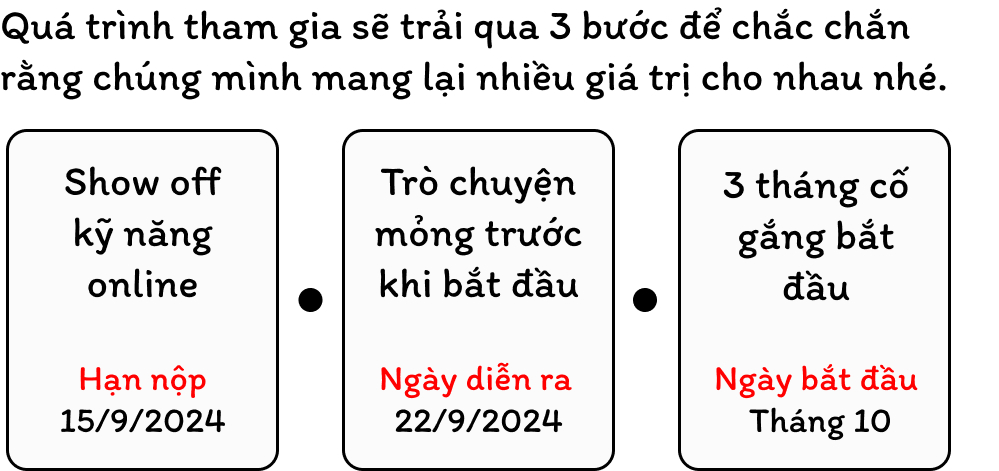 Quá trình tham gia sẽ trải qua 3 bước để chắc chắn
rằng chúng mình mang lại nhiều giá trị cho nhau nhé.
Show off
kỹ năng
online
Hạn nộp
15/9/2024
Trò chuyện
mỏng trước
khi bắt đầu
Ngày diễn ra
22/9/2024
3 tháng cố
gắng bắt
đầu
Ngày bắt đầu
Tháng 10